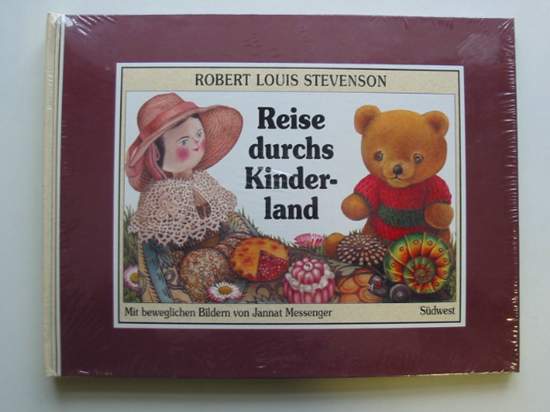 ROBERT LOUIS STEVENSON
Reise
durchs
Kinder-
land
Mit beweglichen Bildern von Jannat Messenger
Südwest